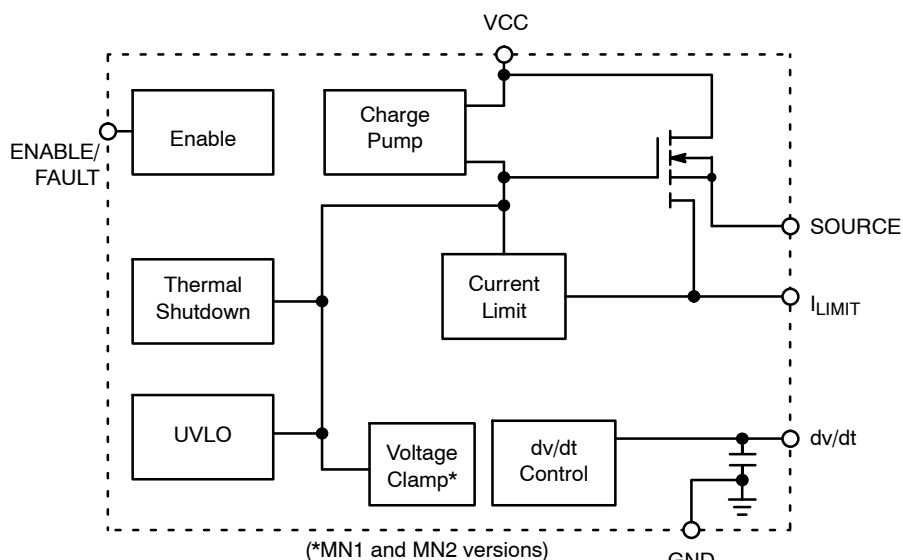 VCC
Enable
Charge
Pump
ENABLE/
FAULT
SOURCE
Thermal
Shutdown
Current
Limit
ILIMIT
UVLO
Voltage
Clamp*
dv/dt
Control
dv/dt
(*MN1 and MN2 versions)
GND